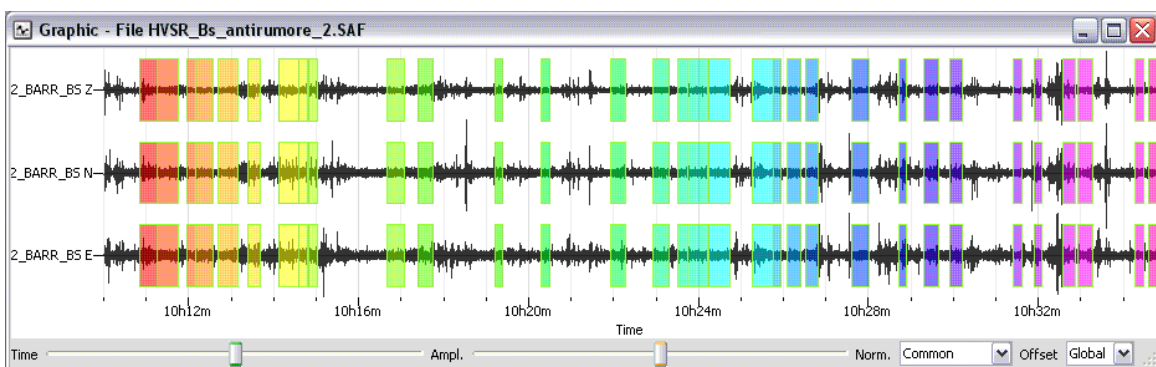 Graphic - File HVSR_Bs_antirumore_2.SAF
2_BARR_BS Z
2_BARR_BS N
2_BARR_BS E
10h12m 10h16m 10h20m 10h24m 10h28m 10h32m
Time
Time Ampl. Norm. Common Offset Global